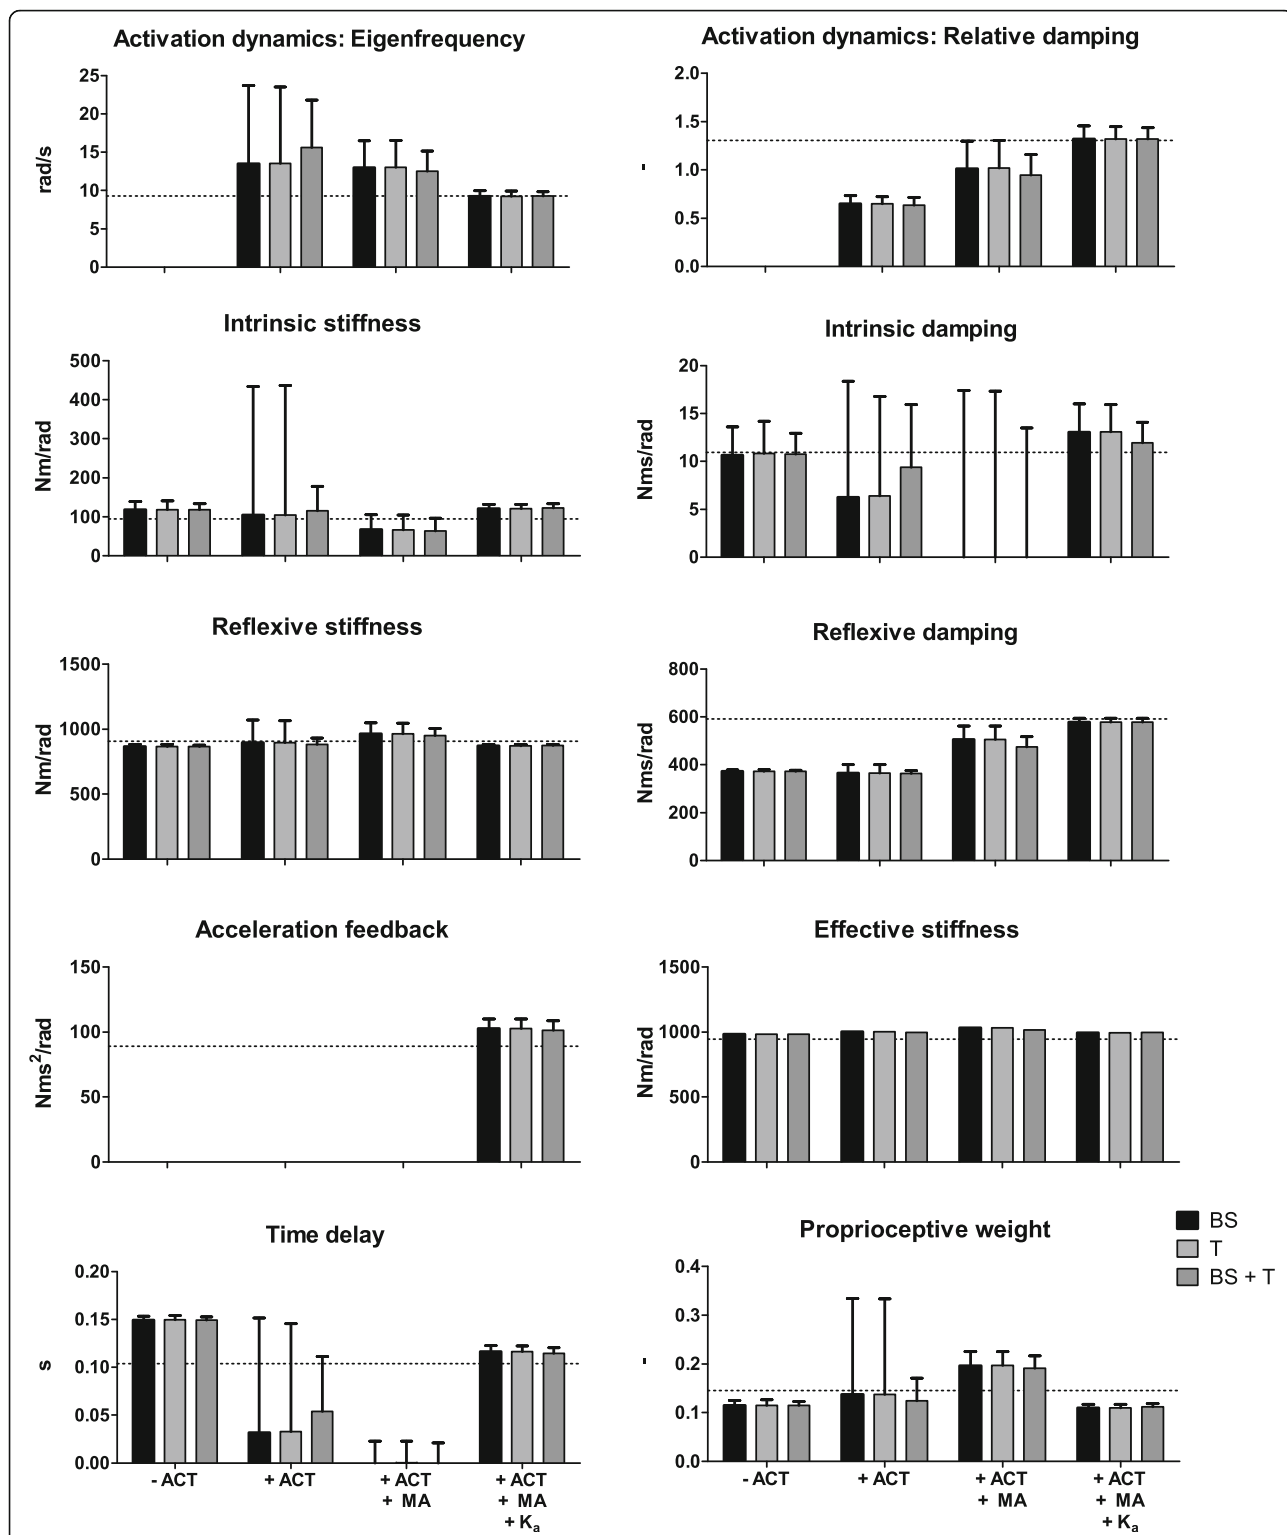 Activation dynamics: Eigenfrequency
25
20
15
10
5
0
rad/s
Activation dynamics: Relative damping
2.0
1.5
1.0
0.5
0.0
-
Intrinsic stiffness
500
400
300
200
100
0
Nm/rad
Intrinsic damping
20
15
10
5
0
Nms/rad
Reflexive stiffness
1500
1000
500
0
Nm/rad
Reflexive damping
800
600
400
200
0
Nms/rad
Acceleration feedback
150
100
50
0
Nms²/rad
Effective stiffness
1500
1000
500
0
Nm/rad
Time delay
0.20
0.15
0.10
0.05
0.00
s
- ACT
+ ACT
+ ACT
+ MA
+ ACT
+ MA
+ Kₐ
Proprioceptive weight
0.4
0.3
0.2
0.1
0.0
-
- ACT
+ ACT
+ ACT
+ MA
+ ACT
+ MA
+ Kₐ
BS
T
BS + T